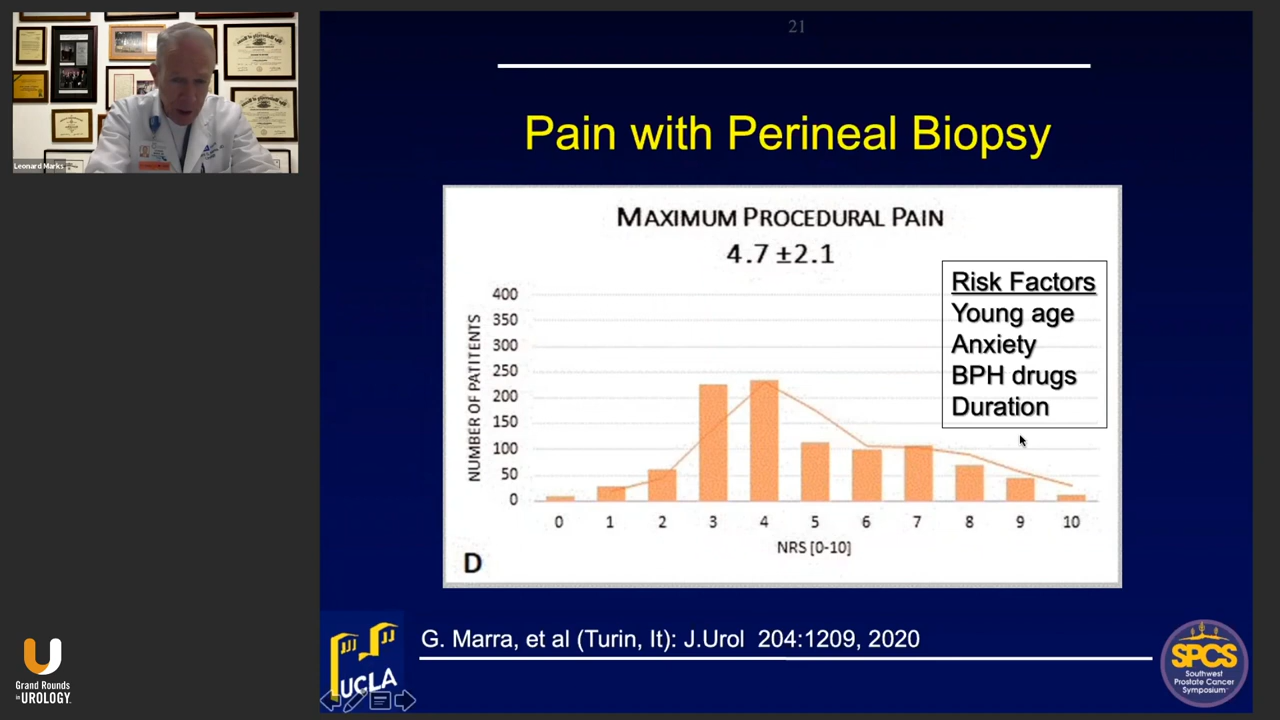 21
Leonard Marks
Pain with Perineal Biopsy
MAXIMUM PROCEDURAL PAIN
4.7 ±2.1
Risk Factors
Young age
Anxiety
BPH drugs
Duration
NUMBER OF PATITENTS
400
350
300
250
200
150
100
50
0
0 1 2 3 4 5 6 7 8 9 10
NRS [0-10]
D
G. Marra, et al (Turin, It): J.Urol 204:1209, 2020
UCLA
Grand Rounds
in UROLOGY
SPCS
Southwest
Prostate Cancer
Symposium